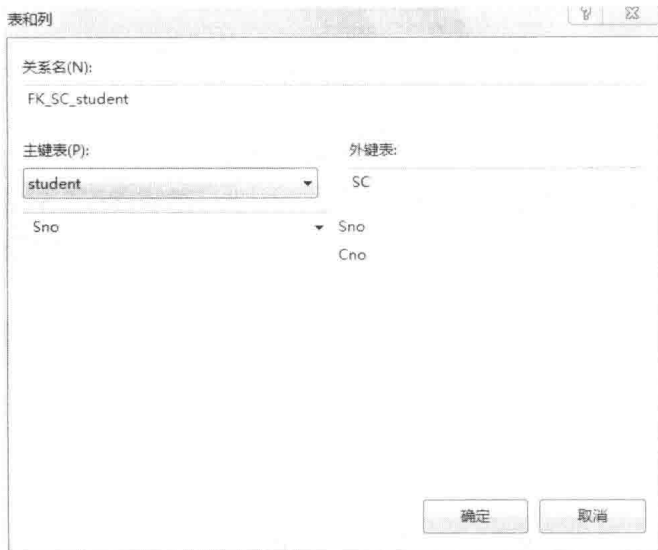 表和列
关系名(N):
FK_SC_student
主键表(P):
外键表:
student
SC
Sno
Sno
Cno
确定
取消